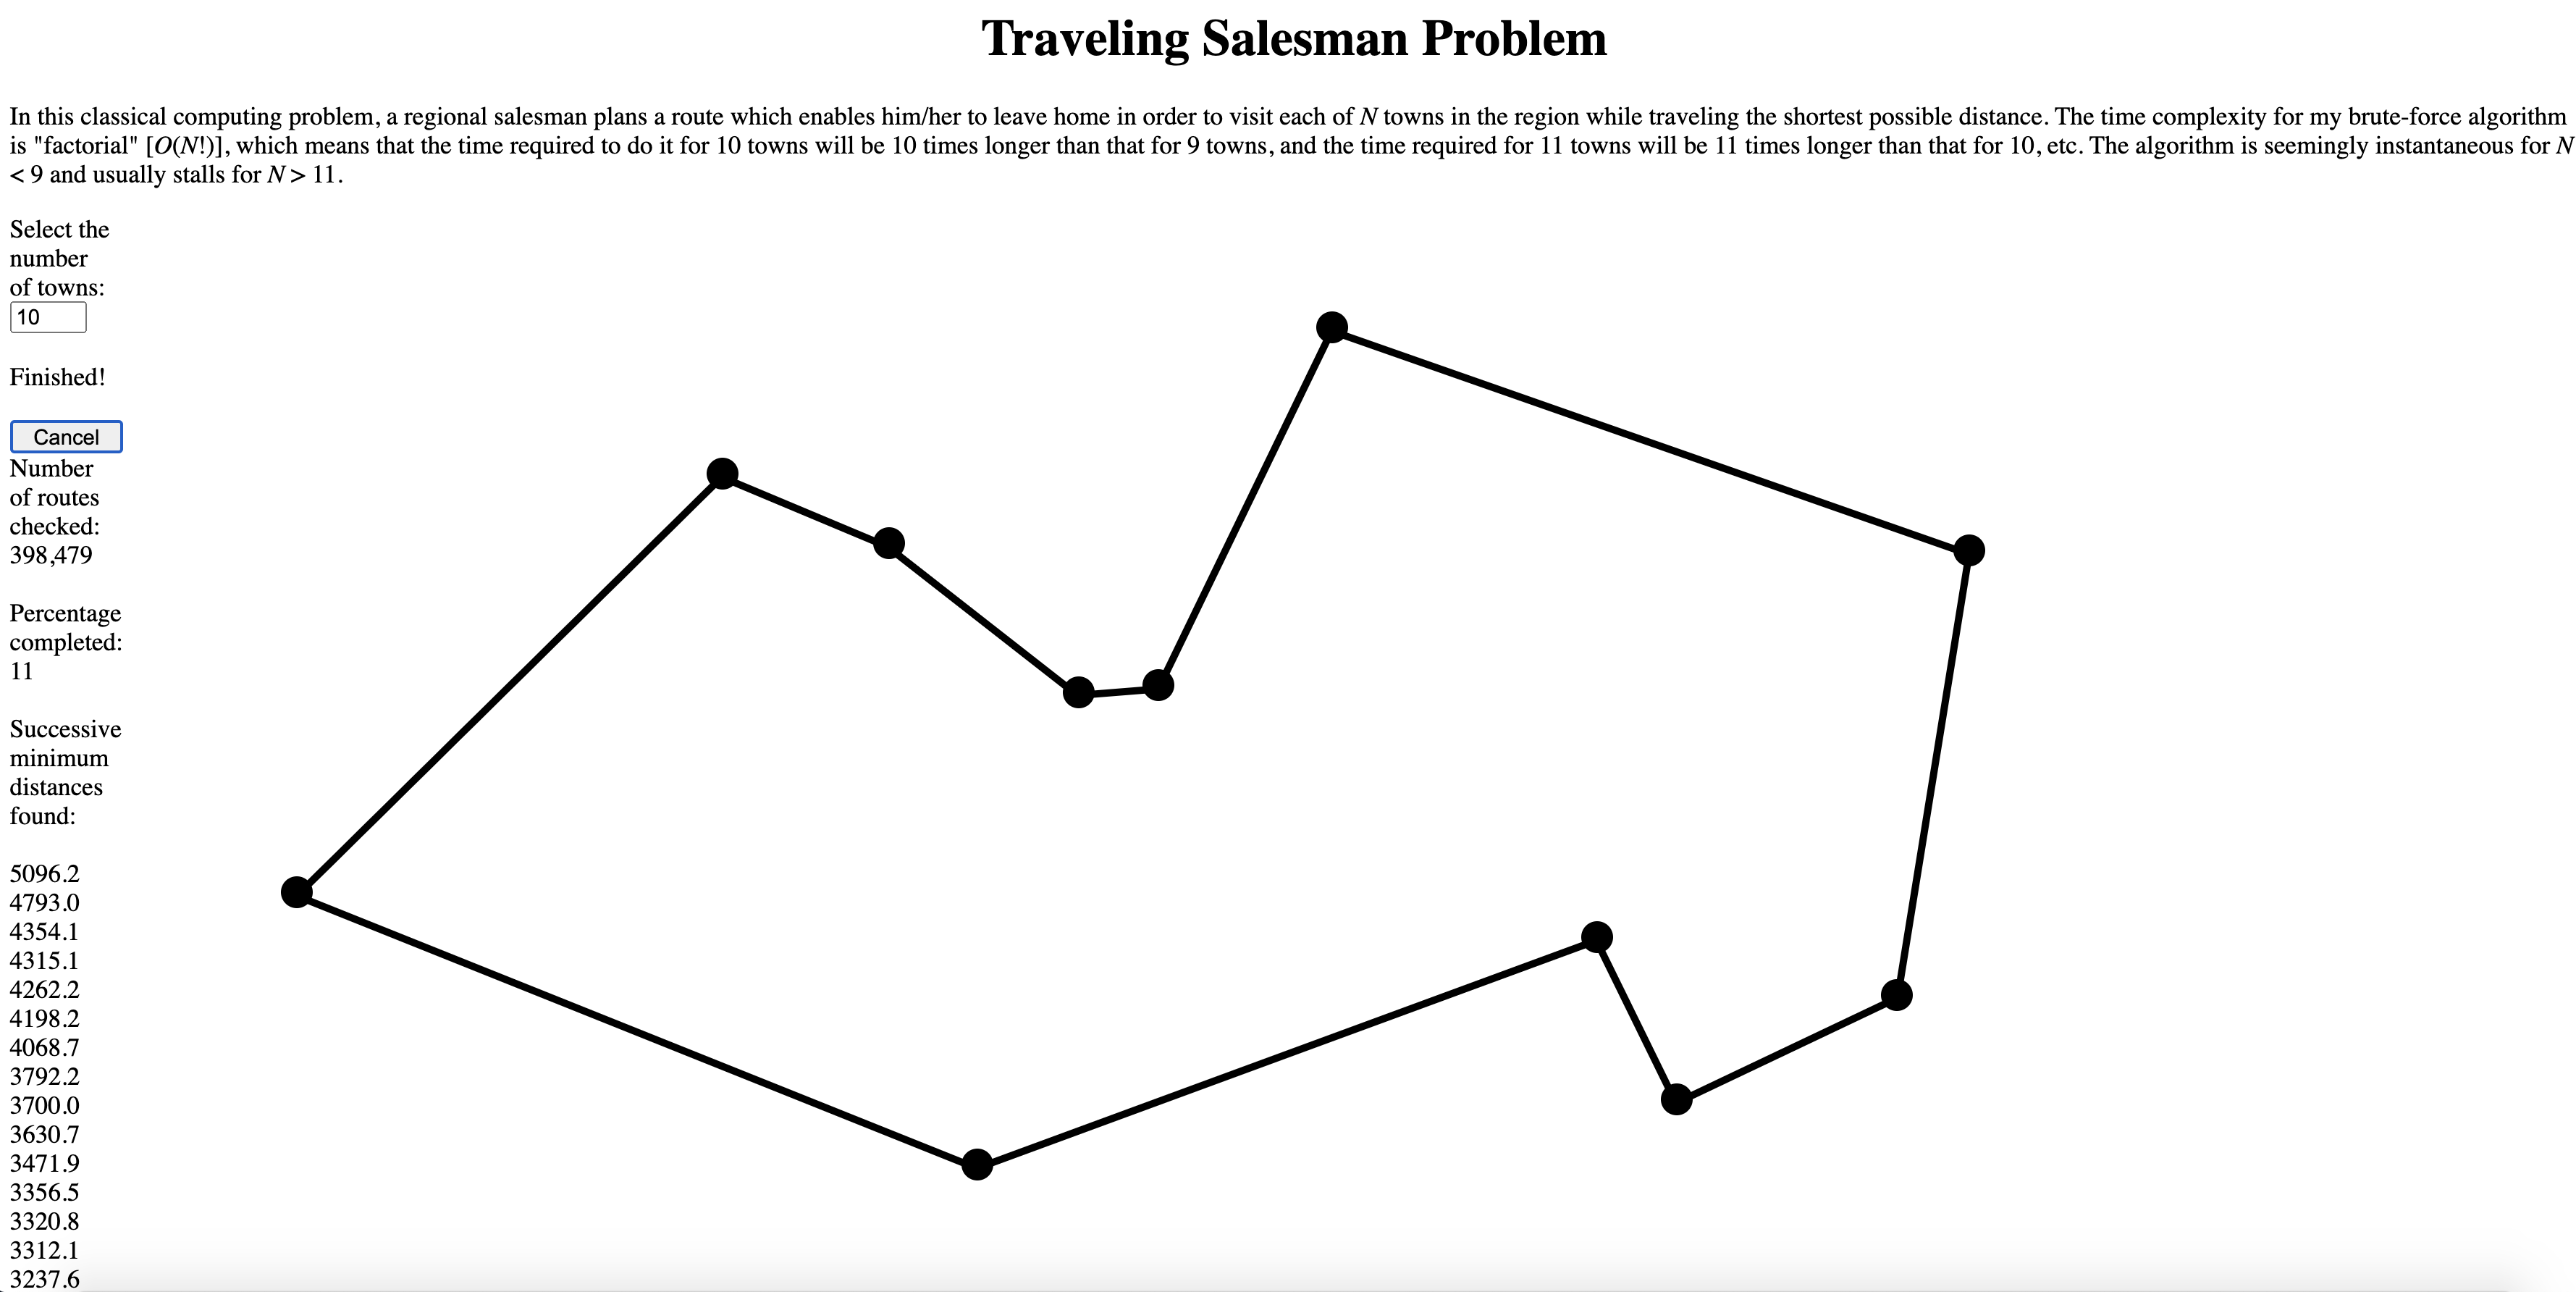 Traveling Salesman Problem
In this classical computing problem, a regional salesman plans a route which enables him/her to leave home in order to visit each of N towns in the region while traveling the shortest possible distance. The time complexity for my brute-force algorithm
is "factorial" [O(N!)], which means that the time required to do it for 10 towns will be 10 times longer than that for 9 towns, and the time required for 11 towns will be 11 times longer than that for 10, etc. The algorithm is seemingly instantaneous for N
< 9 and usually stalls for N > 11.
Select the
number
of towns:
10
Finished!
Cancel
Number
of routes
checked:
398,479
Percentage
completed:
11
Successive
minimum
distances
found:
5096.2
4793.0
4354.1
4315.1
4262.2
4198.2
4068.7
3792.2
3700.0
3630.7
3471.9
3356.5
3320.8
3312.1
3237.6